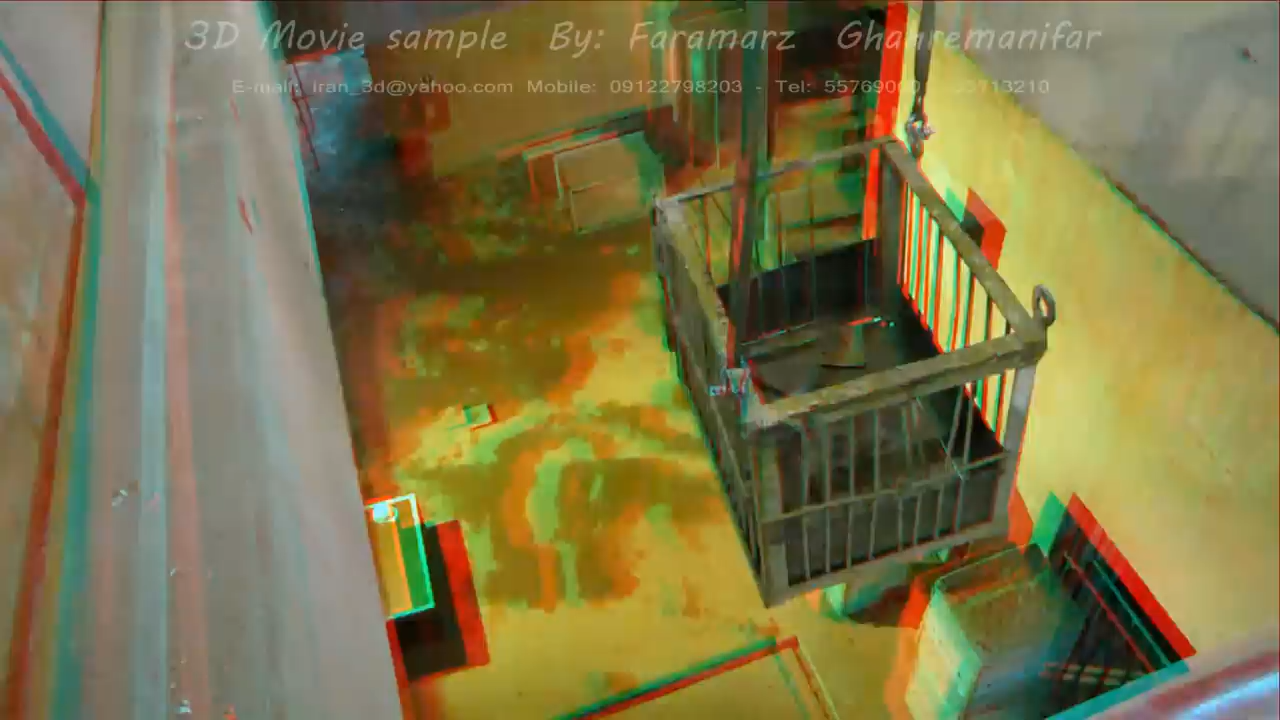 3D Movie sample By: Faramarz Ghahremanifar
E-mail: iran_3d@yahoo.com Mobile: 09122798203 - Tel: